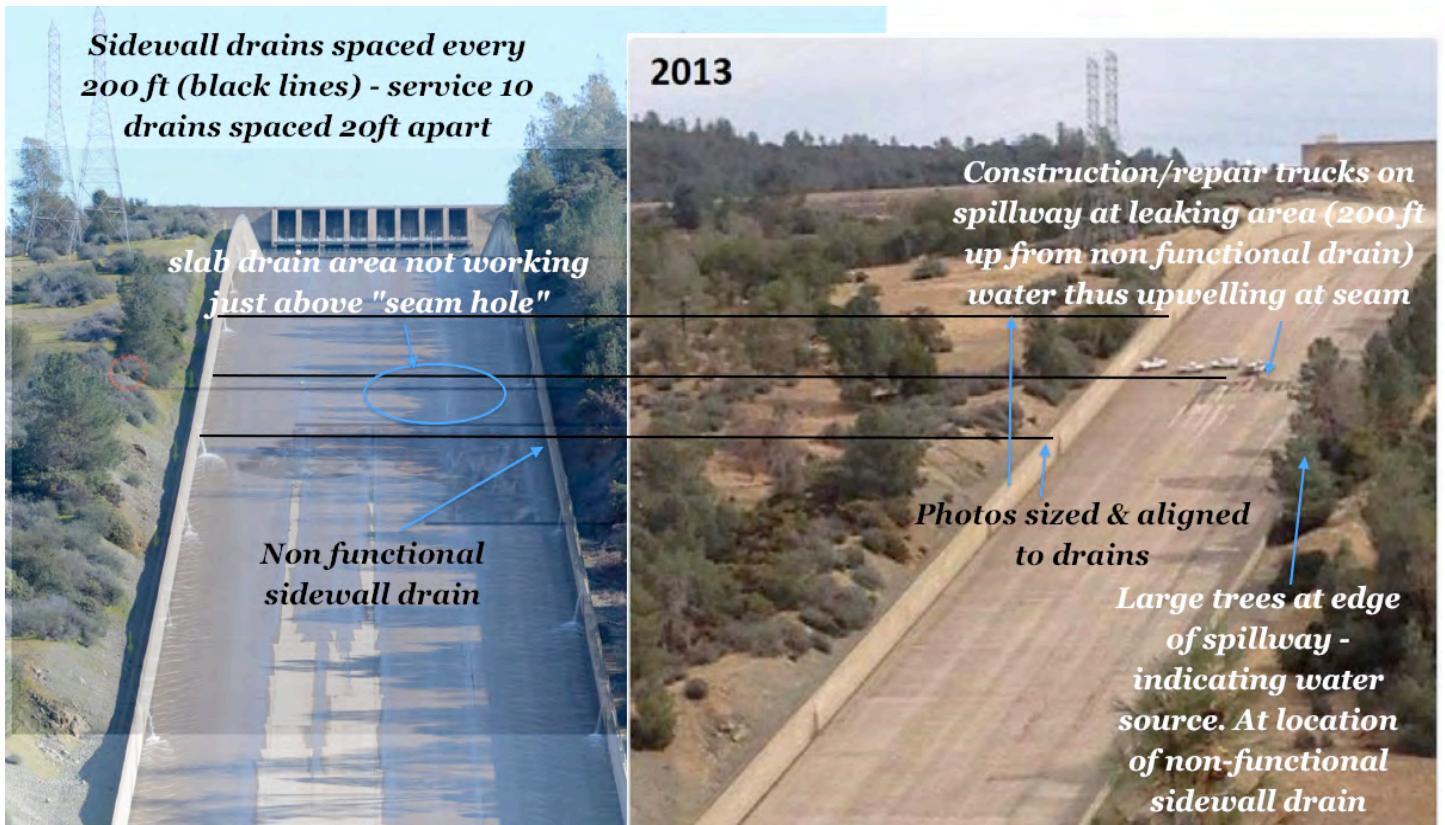 Sidewall drains spaced every
200 ft (black lines) - service 10
drains spaced 20ft apart
slab drain area not working
just above "seam hole"
Non functional
sidewall drain
2013
Construction/repair trucks on
spillway at leaking area (200 ft
up from non functional drain)
water thus upwelling at seam
Photos sized & aligned
to drains
Large trees at edge
of spillway -
indicating water
source. At location
of non-functional
sidewall drain